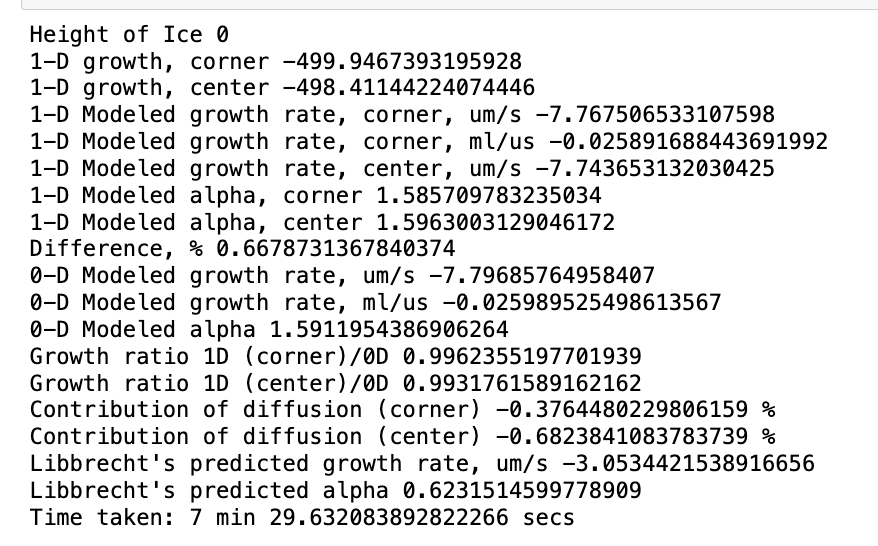 Height of Ice 0
1-D growth, corner -499.9467393195928
1-D growth, center -498.41144224074446
1-D Modeled growth rate, corner, um/s -7.767506533107598
1-D Modeled growth rate, corner, ml/us -0.025891688443691992
1-D Modeled growth rate, center, um/s -7.743653132030425
1-D Modeled alpha, corner 1.585709783235034
1-D Modeled alpha, center 1.5963003129046172
Difference, % 0.6678731367840374
0-D Modeled growth rate, um/s -7.79685764958407
0-D Modeled growth rate, ml/us -0.025989525498613567
0-D Modeled alpha 1.5911954386906264
Growth ratio 1D (corner)/0D 0.9962355197701939
Growth ratio 1D (center)/0D 0.9931761589162162
Contribution of diffusion (corner) -0.3764480229806159 %
Contribution of diffusion (center) -0.6823841083783739 %
Libbrecht's predicted growth rate, um/s -3.0534421538916656
Libbrecht's predicted alpha 0.6231514599778909
Time taken: 7 min 29.632083892822266 secs